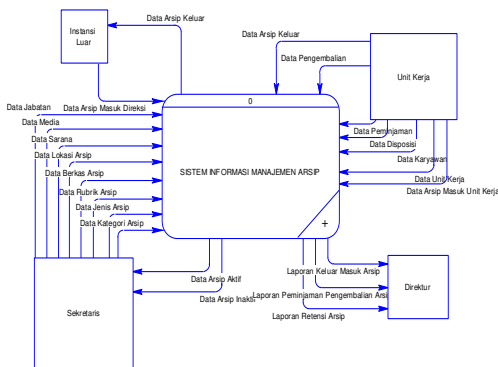 Data Arsip Keluar
Instansi
Luar
Data Arsip Keluar
Data Pengembalian
Unit Kerja
0
Data Jabatan
Data Arsip Masuk Direksi
Data Media
Data Sarana
Data Lokasi Arsip
Data Berkas Arsip
Data Rubrik Arsip
Data Jenis Arsip
Data Kategori Arsip
SISTEM INFORMASI MANAJEMEN ARSIP
Data Peminjaman
Data Disposisi
Data Karyawan
Data Unit Kerja
Data Arsip Masuk Unit Kerja
+
Data Arsip Aktif
Data Arsip Inaktif
Laporan Keluar Masuk Arsip
Laporan Peminjaman Pengembalian Arsi
Laporan Retensi Arsip
Direktur
Sekretaris